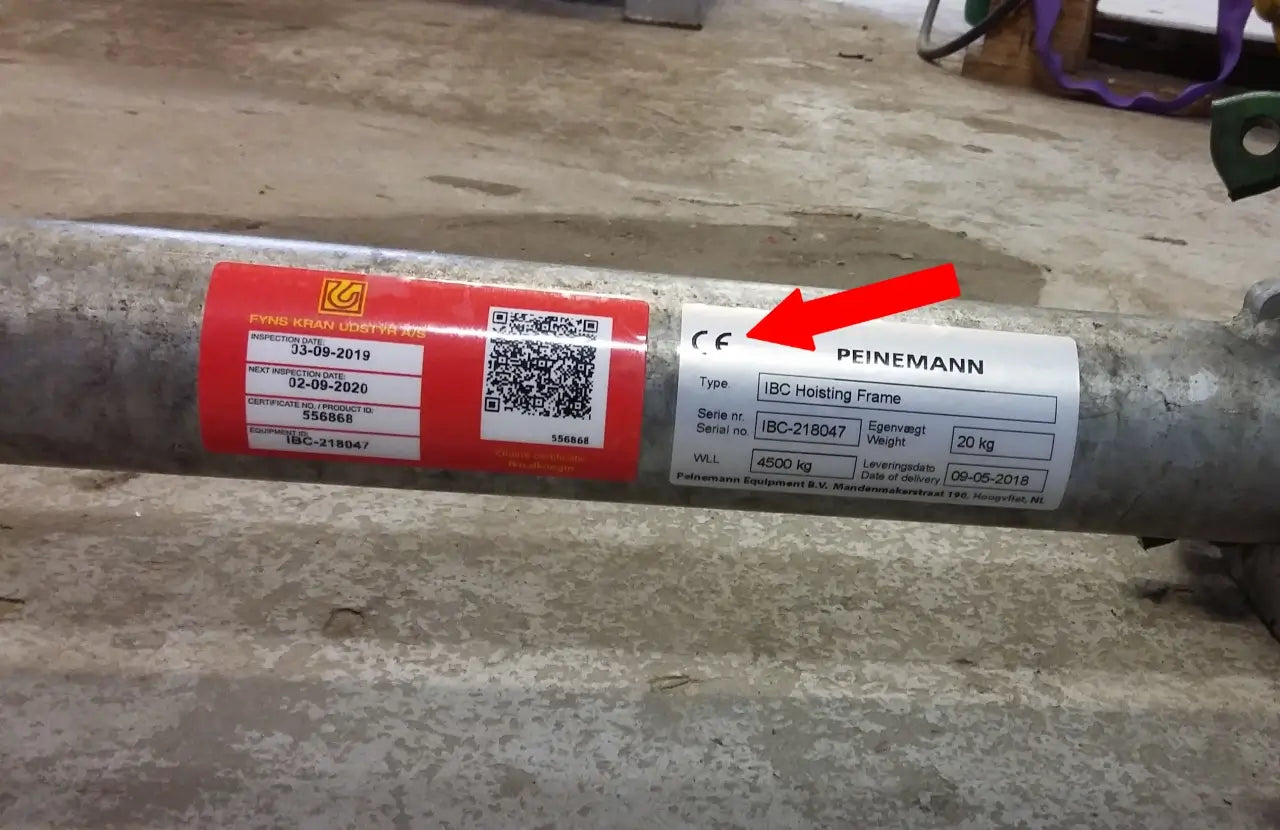 FYNS KRAN UDSTYR A/S
INSPECTION DATE:
03-09-2019
NEXT INSPECTION DATE:
02-09-2020
CERTIFICATE NO. / PRODUCT ID:
556868
EQUIPMENT ID:
IBC-218047
556868
Online certificate
CE
PEINEMANN
Type. IBC Hoisting Frame
Serie nr.
Serial no. IBC-218047
Egenvægt
Weight 20 kg
WLL 4500 kg
Leveringsdato
Date of delivery 09-05-2018
Peinemann Equipment B.V. Mandenmakerstraat 190, Hoogvliet, NL